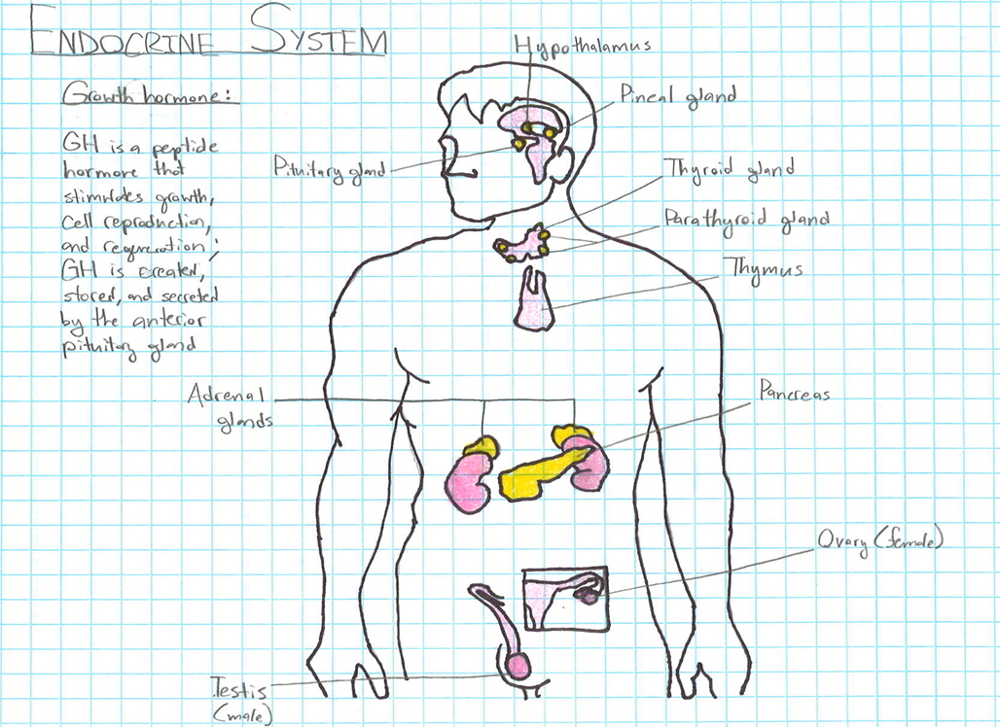 ENDOCRINE SYSTEM
Growth hormone:
GH is a peptide
hormone that
stimulates growth,
cell reproduction,
and regeneration;
GH is created,
stored, and secreted
by the anterior
pituitary gland
Hypothalamus
Pineal gland
Pituitary gland
Thyroid gland
Parathyroid gland
Thymus
Adrenal
glands
Pancreas
Ovary (female)
Testis
(male)